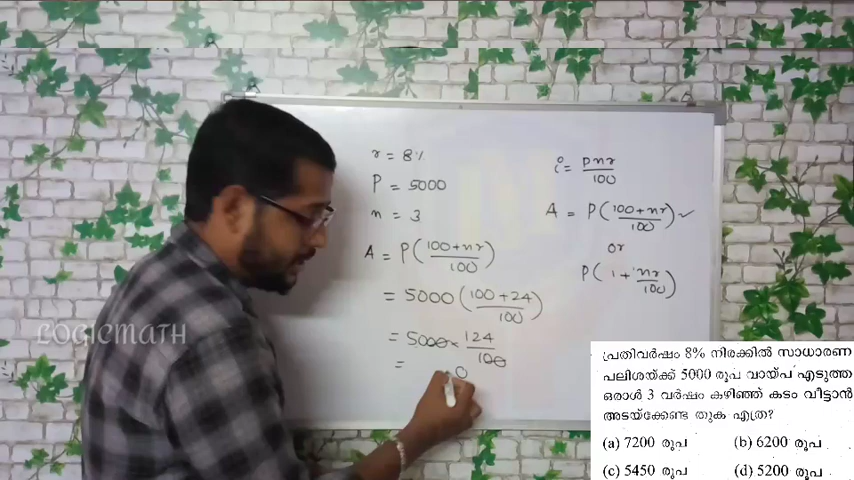 r = 8%
P = 5000
n = 3
A = P(100+nr/100)
= 5000(100+24/100)
= 5000 × 124/100
= 0
i = pnr/100
A = P(100+nr/100) ✓
or
P(1+nr/100)
LOGICMATH
പ്രതിവർഷം 8% നിരക്കിൽ സാധാരണ
പലിശയ്ക്ക് 5000 രൂപ വായ്പ എടുത്ത
ഒരാൾ 3 വർഷം കഴിഞ്ഞ് കടം വീട്ടാൻ
അടയ്ക്കേണ്ട തുക എത്ര?
(a) 7200 രൂപ (b) 6200 രൂപ
(c) 5450 രൂപ (d) 5200 രൂപ